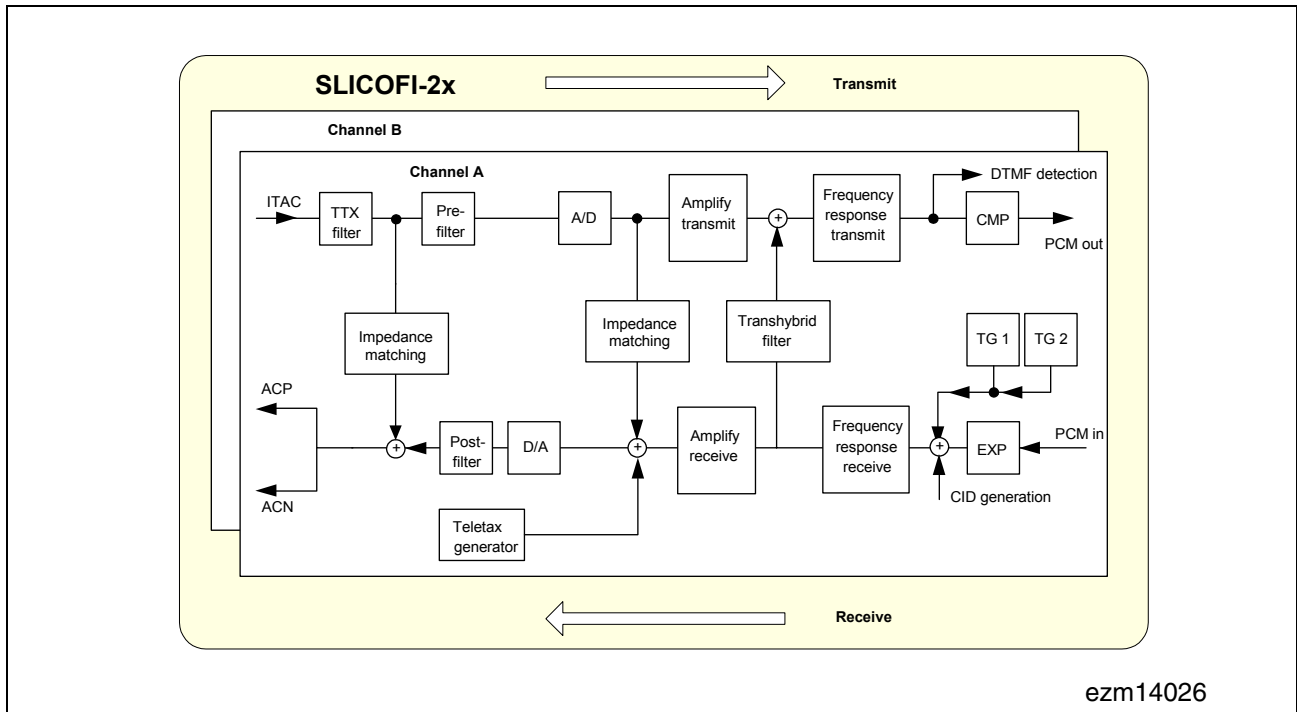 SLICOFI-2x
Transmit
Channel B
Channel A
ITAC
TTX
filter
Pre-
filter
A/D
Amplify
transmit
+
Frequency
response
transmit
DTMF detection
CMP
PCM out
Impedance
matching
Impedance
matching
Transhybrid
filter
TG 1
TG 2
ACP
ACN
+
Post-
filter
D/A
+
Amplify
receive
Frequency
response
receive
+
EXP
PCM in
CID generation
Teletax
generator
Receive
ezm14026